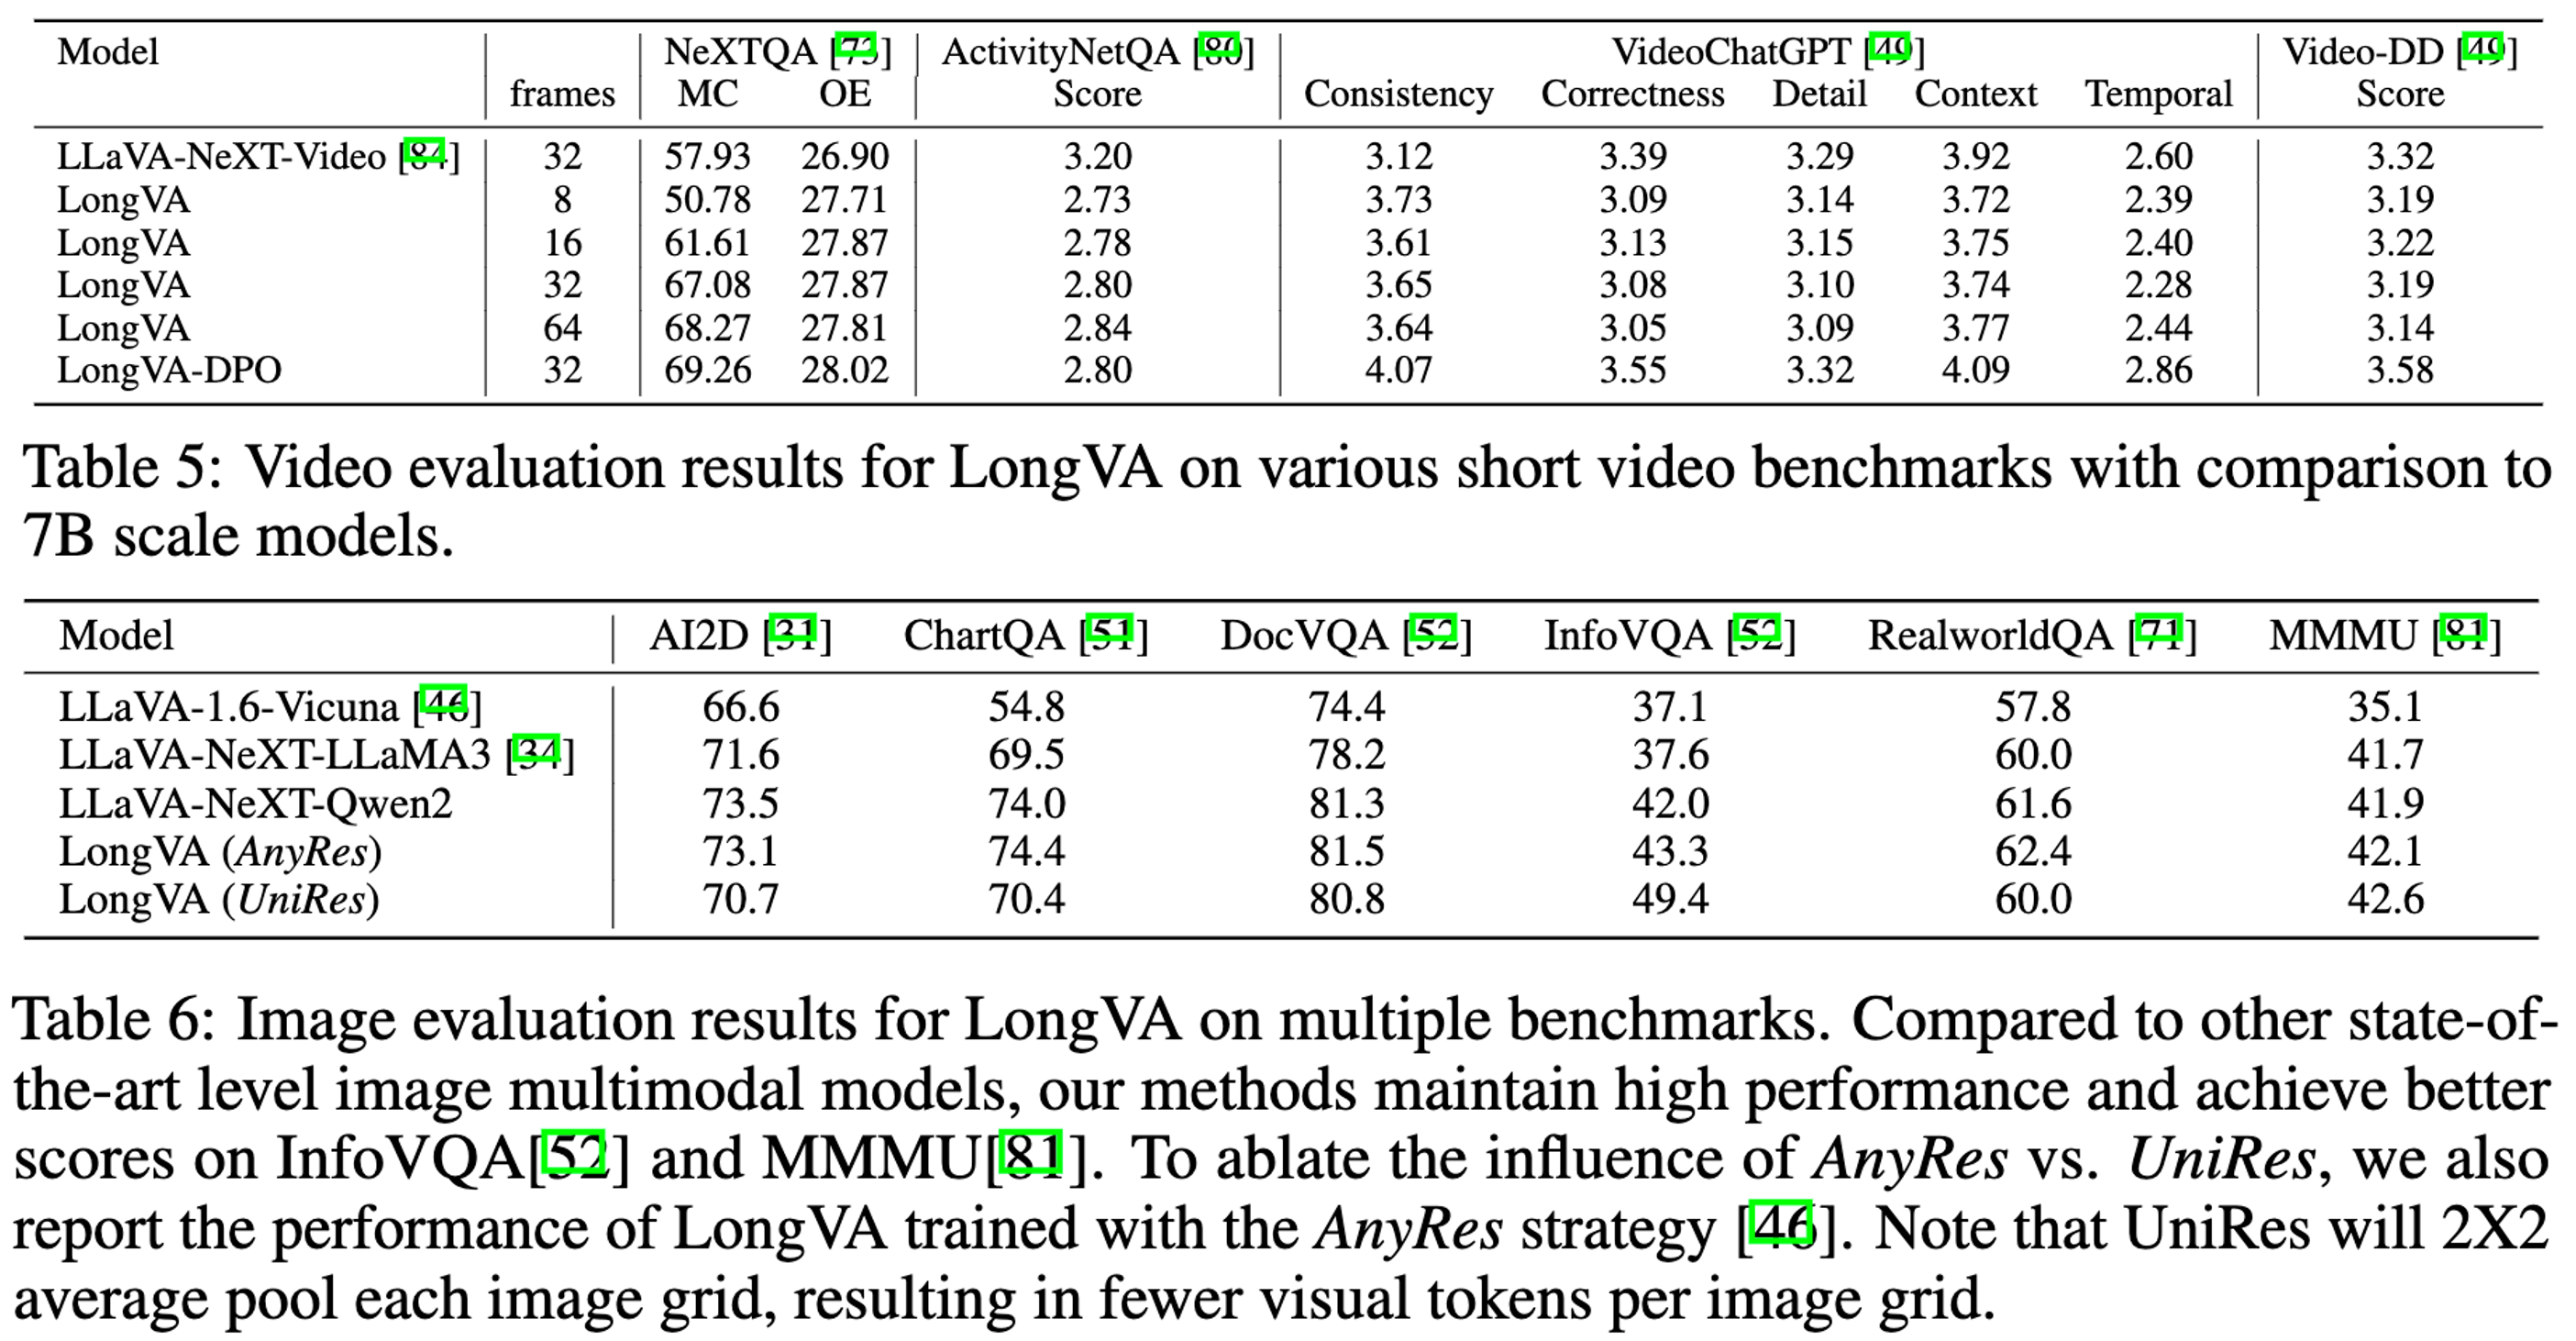 Model NeXTQA [73] ActivityNetQA [80] VideoChatGPT [49] Video-DD [49]
frames MC OE Score Consistency Correctness Detail Context Temporal Score
LLaVA-NeXT-Video [84] 32 57.93 26.90 3.20 3.12 3.39 3.29 3.92 2.60 3.32
LongVA 8 50.78 27.71 2.73 3.73 3.09 3.14 3.72 2.39 3.19
LongVA 16 61.61 27.87 2.78 3.61 3.13 3.15 3.75 2.40 3.22
LongVA 32 67.08 27.87 2.80 3.65 3.08 3.10 3.74 2.28 3.19
LongVA 64 68.27 27.81 2.84 3.64 3.05 3.09 3.77 2.44 3.14
LongVA-DPO 32 69.26 28.02 2.80 4.07 3.55 3.32 4.09 2.86 3.58
Table 5: Video evaluation results for LongVA on various short video benchmarks with comparison to
7B scale models.
Model AI2D [31] ChartQA [51] DocVQA [52] InfoVQA [52] RealworldQA [71] MMMU [81]
LLaVA-1.6-Vicuna [46] 66.6 54.8 74.4 37.1 57.8 35.1
LLaVA-NeXT-LLaMA3 [34] 71.6 69.5 78.2 37.6 60.0 41.7
LLaVA-NeXT-Qwen2 73.5 74.0 81.3 42.0 61.6 41.9
LongVA (AnyRes) 73.1 74.4 81.5 43.3 62.4 42.1
LongVA (UniRes) 70.7 70.4 80.8 49.4 60.0 42.6
Table 6: Image evaluation results for LongVA on multiple benchmarks. Compared to other state-of-
the-art level image multimodal models, our methods maintain high performance and achieve better
scores on InfoVQA[52] and MMMU[81]. To ablate the influence of AnyRes vs. UniRes, we also
report the performance of LongVA trained with the AnyRes strategy [46]. Note that UniRes will 2X2
average pool each image grid, resulting in fewer visual tokens per image grid.